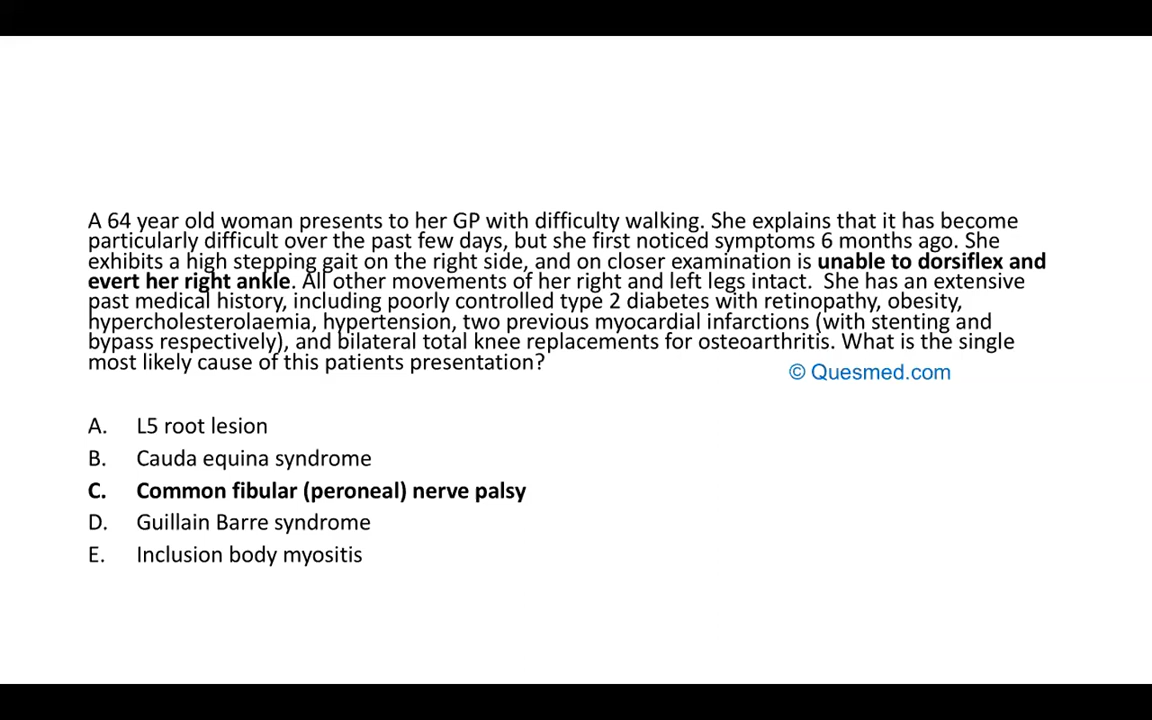 A 64 year old woman presents to her GP with difficulty walking. She explains that it has become
particularly difficult over the past few days, but she first noticed symptoms 6 months ago. She
exhibits a high stepping gait on the right side, and on closer examination is unable to dorsiflex and
evert her right ankle. All other movements of her right and left legs intact.  She has an extensive
past medical history, including poorly controlled type 2 diabetes with retinopathy, obesity,
hypercholesterolaemia, hypertension, two previous myocardial infarctions (with stenting and
bypass respectively), and bilateral total knee replacements for osteoarthritis. What is the single
most likely cause of this patients presentation?
© Quesmed.com
A. L5 root lesion
B. Cauda equina syndrome
C. Common fibular (peroneal) nerve palsy
D. Guillain Barre syndrome
E. Inclusion body myositis